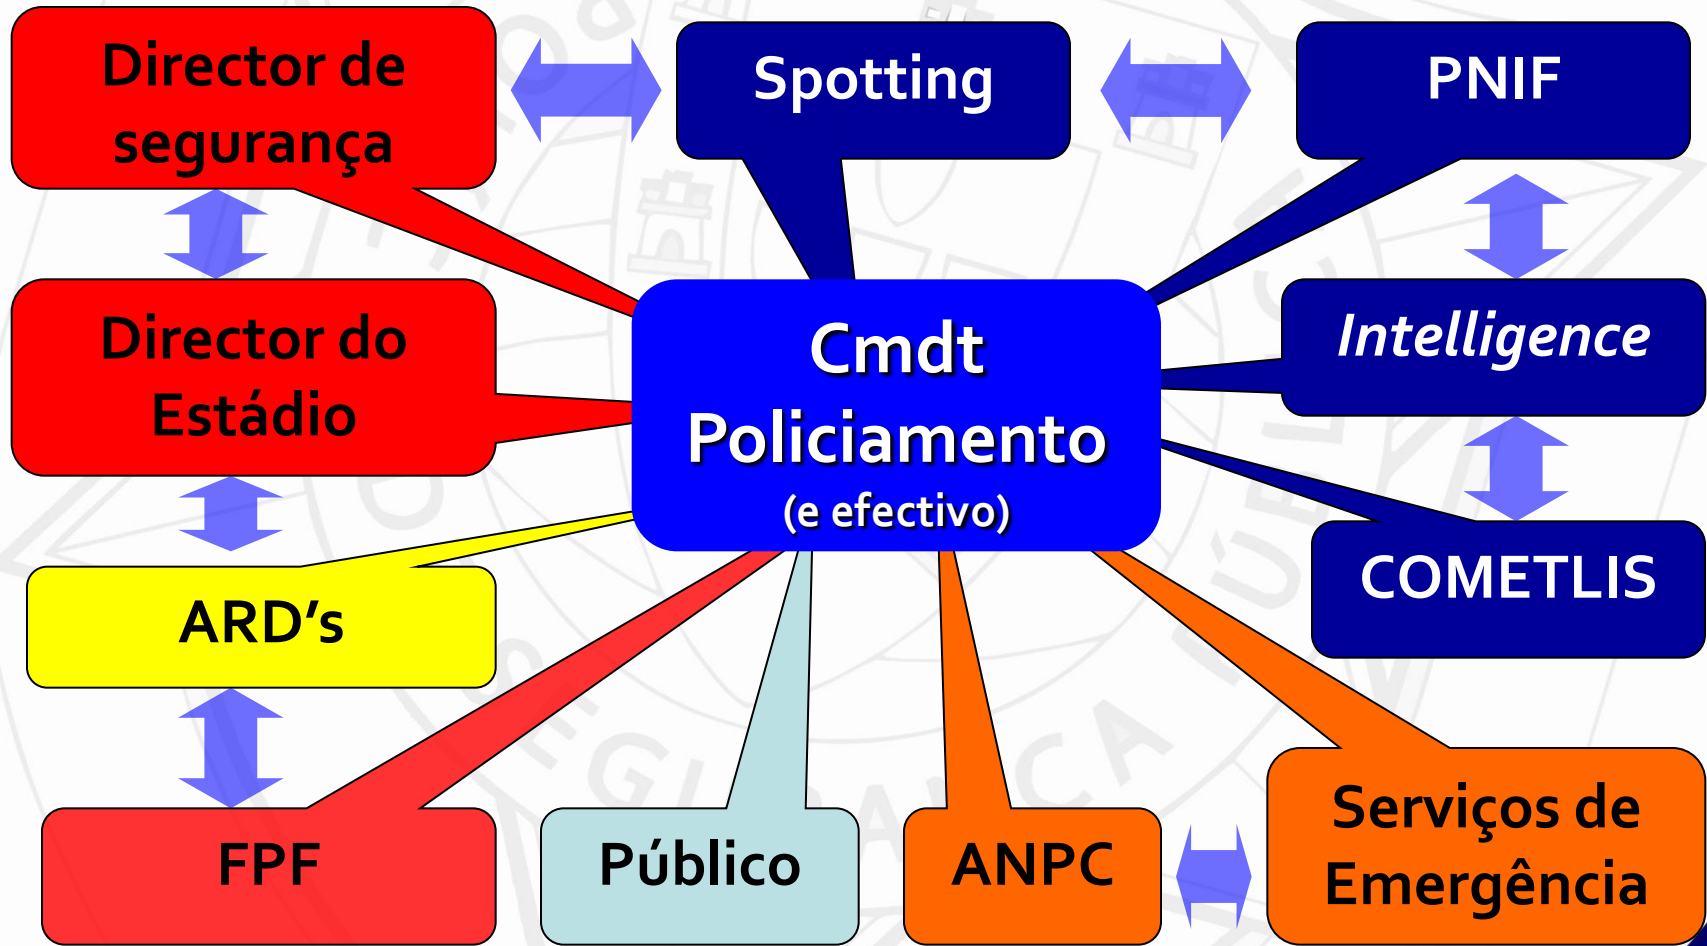 Director de
segurança
Spotting
PNIF
Director do
Estádio
Cmdt
Policiamento
(e efectivo)
Intelligence
COMETLIS
ARD’s
FPF
Público
ANPC
Serviços de
Emergência